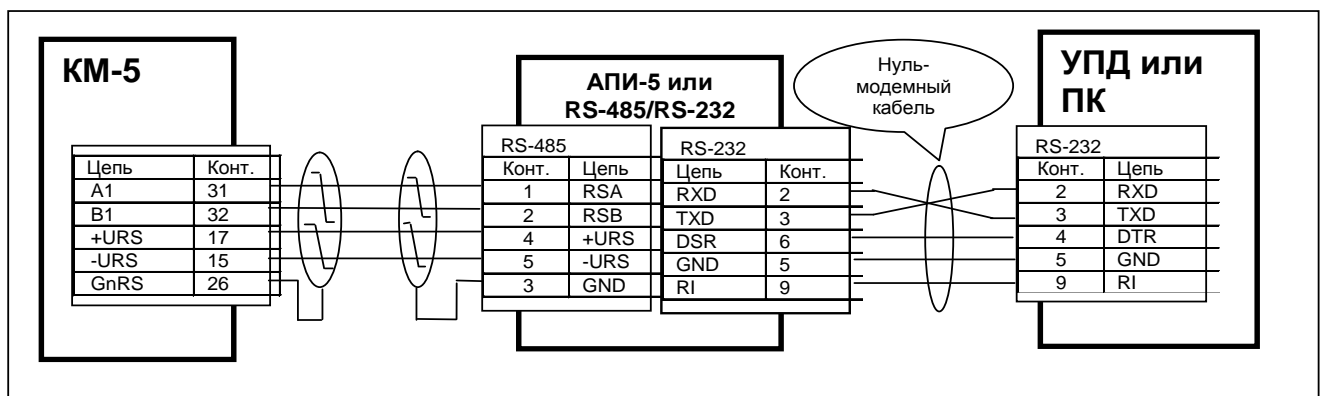 КМ-5
Цепь Конт.
A1 31
B1 32
+URS 17
-URS 15
GnRS 26
АПИ-5 или
RS-485/RS-232
RS-485
Конт. Цепь
1 RSA
2 RSB
4 +URS
5 -URS
3 GND
RS-232
Цепь Конт.
RXD 2
TXD 3
DSR 6
GND 5
RI 9
Нуль-
модемный
кабель
УПД или
ПК
RS-232
Конт. Цепь
2 RXD
3 TXD
4 DTR
5 GND
9 RI